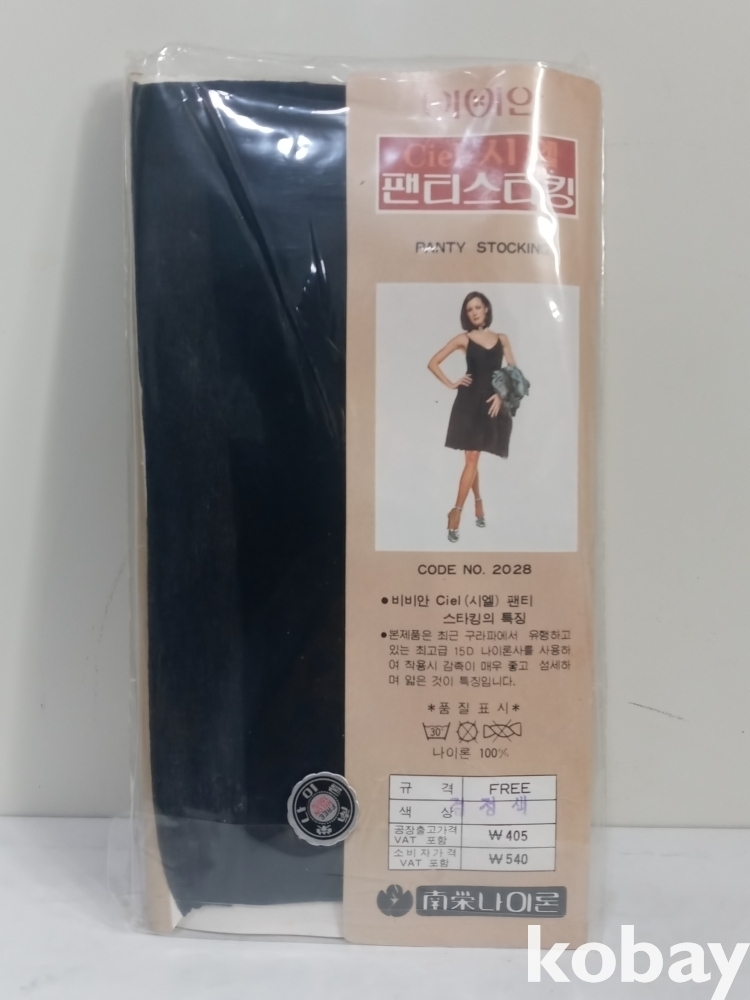 비비안
Ciel 시엘
팬티스타킹
PANTY STOCKING
CODE NO. 2028
●비비안 Ciel(시엘) 팬티
스타킹의 특징
●본제품은 최근 구라파에서 유행하고
있는 최고급 15D 나이론사를 사용하
여 착용시 감촉이 매우 좋고 섬세하
며 얇은 것이 특징입니다.
*품질표시*
30°
나이론 100%
규격 FREE
색상 검정색
공장출고가격
VAT 포함 ₩405
소비자가격
VAT 포함 ₩540
南栄나이론
kobay